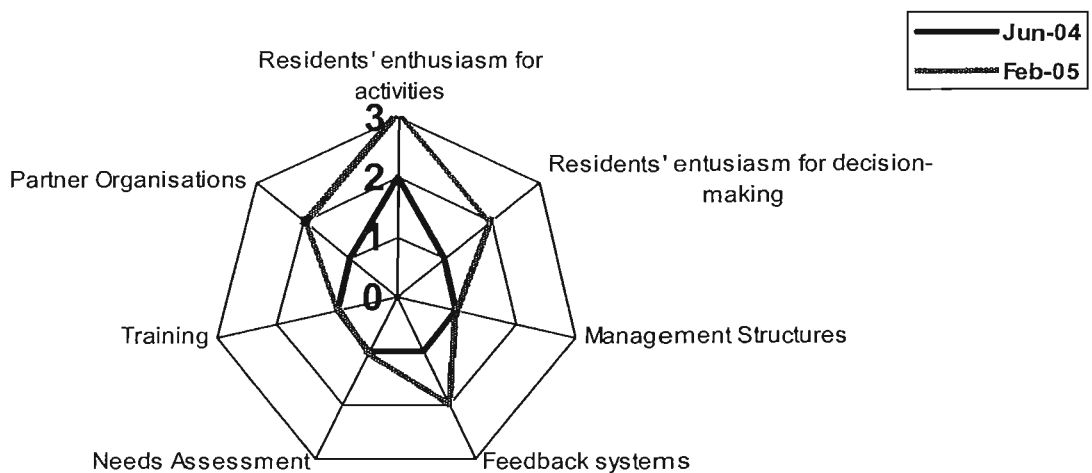 Jun-04
Feb-05
Residents' enthusiasm for
activities
3
Residents' entusiasm for decision-
making
Partner Organisations
2
1
0
Training
Management Structures
Needs Assessment
Feedback systems